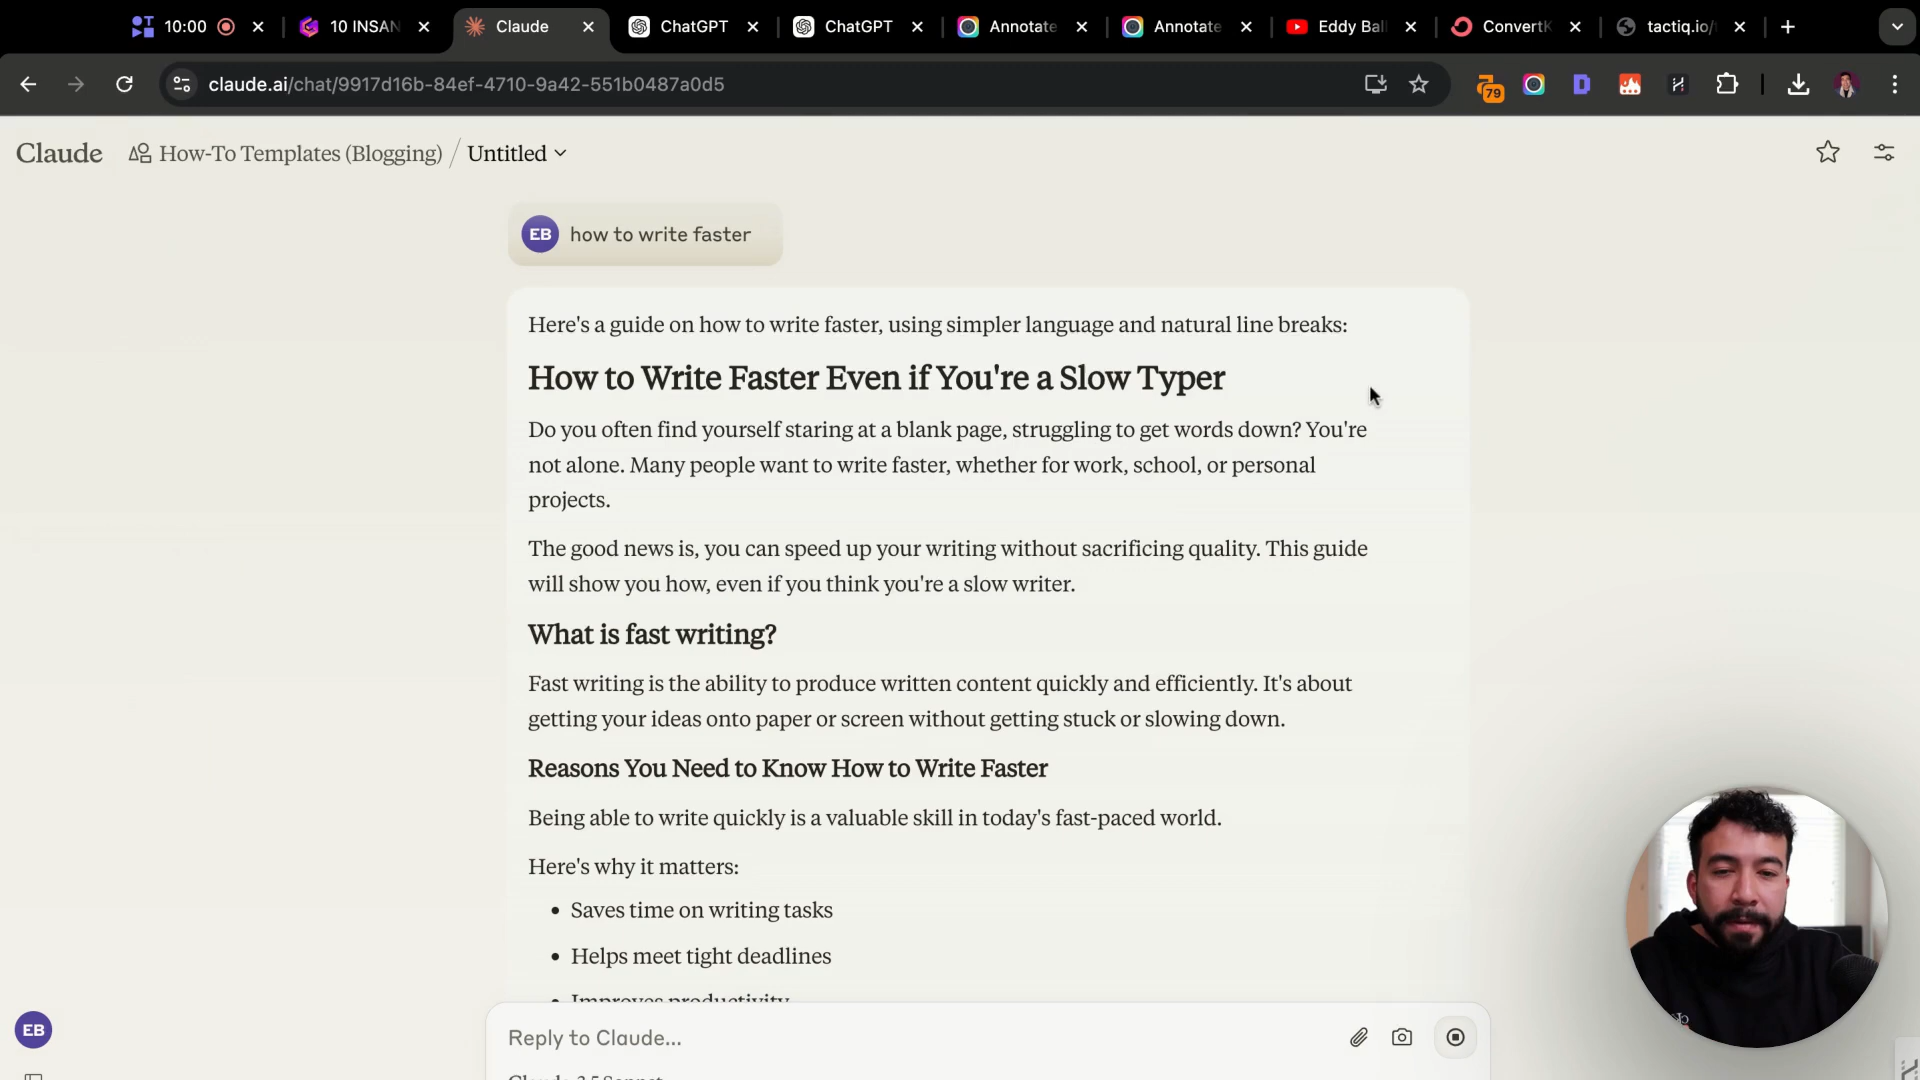 10:00
10 INSAN
Claude
ChatGPT
ChatGPT
Annotate
Annotate
Eddy Ball
ConvertK
tactiq.io/
claude.ai/chat/9917d16b-84ef-4710-9a42-551b0487a0d5
79
Claude
How-To Templates (Blogging) / Untitled
EB how to write faster
Here's a guide on how to write faster, using simpler language and natural line breaks:
How to Write Faster Even if You're a Slow Typer
Do you often find yourself staring at a blank page, struggling to get words down? You're
not alone. Many people want to write faster, whether for work, school, or personal
projects.
The good news is, you can speed up your writing without sacrificing quality. This guide
will show you how, even if you think you're a slow writer.
What is fast writing?
Fast writing is the ability to produce written content quickly and efficiently. It's about
getting your ideas onto paper or screen without getting stuck or slowing down.
Reasons You Need to Know How to Write Faster
Being able to write quickly is a valuable skill in today's fast-paced world.
Here's why it matters:
• Saves time on writing tasks
• Helps meet tight deadlines
• Improves productivity
EB
Reply to Claude...
Claude 3.5 Sonnet